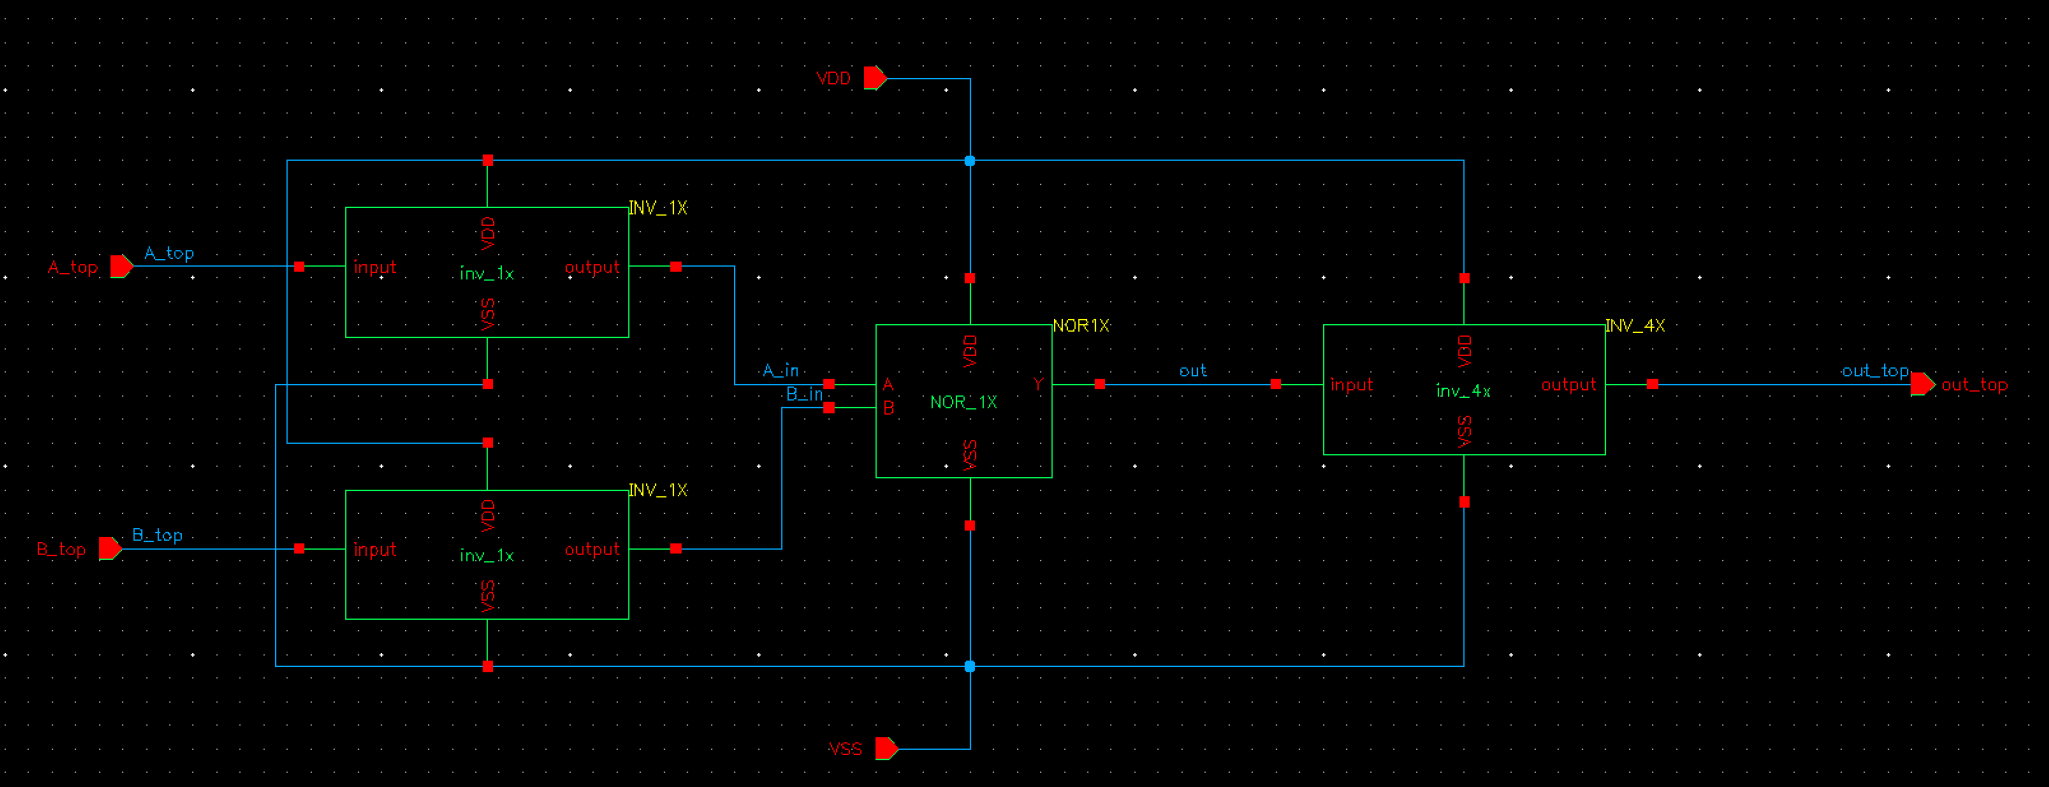 VDD
INV_1X
A_top
A_top
input
VDD
inv_1x
VSS
output
INV_4X
NOR1X
A_in
B_in
A
B
VDD
NOR_1X
VSS
Y
out
input
VDD
inv_4x
VSS
output
out_top
out_top
INV_1X
B_top
B_top
input
VDD
inv_1x
VSS
output
VSS